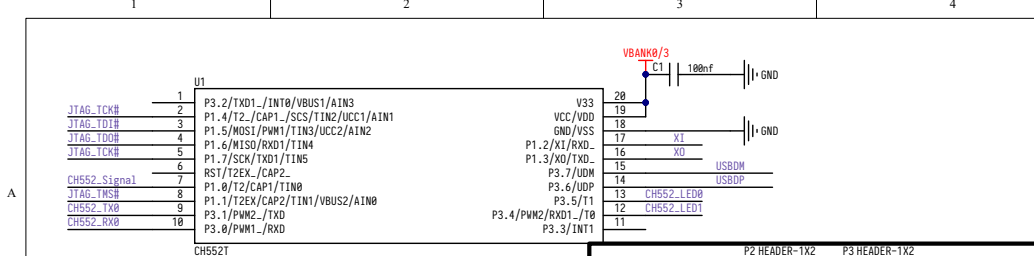 1 2 3 4
VBANK0/3
C1 100nf GND
U1
1 P3.2/TXD1_/INT0/VBUS1/AIN3 V33 20
JTAG_TCK# 2 P1.4/T2_/CAP1_/SCS/TIN2/UCC1/AIN1 VCC/VDD 19
JTAG_TDI# 3 P1.5/MOSI/PWM1/TIN3/UCC2/AIN2 GND/VSS 18 GND
JTAG_TDO# 4 P1.6/MISO/RXD1/TIN4 P1.2/XI/RXD_ 17 XI
JTAG_TCK# 5 P1.7/SCK/TXD1/TIN5 P1.3/XO/TXD_ 16 XO
6 RST/T2EX_/CAP2_ P3.7/UDM 15 USBDM
CH552_Signal 7 P1.0/T2/CAP1/TIN0 P3.6/UDP 14 USBDP
JTAG_TMS# 8 P1.1/T2EX/CAP2/TIN1/VBUS2/AIN0 P3.5/T1 13 CH552_LED0
CH552_TX0 9 P3.1/PWM2_/TXD P3.4/PWM2/RXD1_/T0 12 CH552_LED1
CH552_RX0 10 P3.0/PWM1_/RXD P3.3/INT1 11
A
CH552T
P2 HEADER-1X2 P3 HEADER-1X2